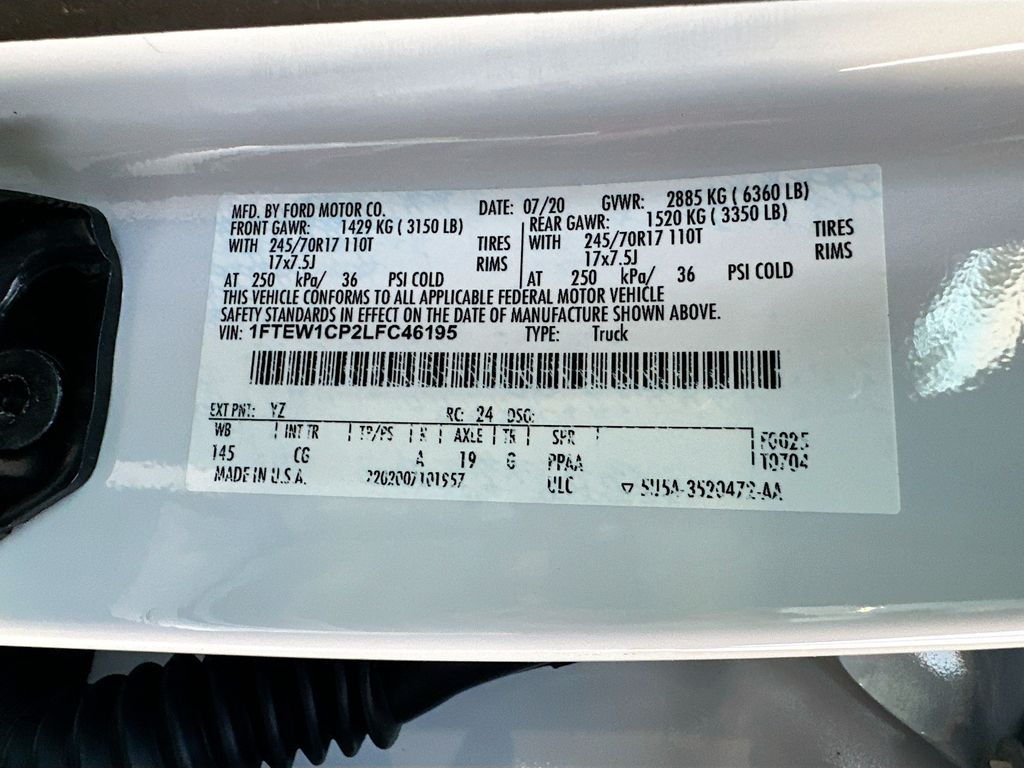 MFD. BY FORD MOTOR CO. DATE: 07/20 GVWR: 2885 KG ( 6360 LB)
FRONT GAWR: 1429 KG ( 3150 LB) REAR GAWR: 1520 KG ( 3350 LB)
WITH 245/70R17 110T TIRES WITH 245/70R17 110T TIRES
17x7.5J RIMS 17x7.5J RIMS
AT 250 kPa/ 36 PSI COLD AT 250 kPa/ 36 PSI COLD
THIS VEHICLE CONFORMS TO ALL APPLICABLE FEDERAL MOTOR VEHICLE
SAFETY STANDARDS IN EFFECT ON THE DATE OF MANUFACTURE SHOWN ABOVE.
VIN: 1FTEW1CP2LFC46195 TYPE: Truck
EXT PNT: YZ RC: 24 DSO:
WB INT TR TP/PS R AXLE TR SPR F0025
145 CG A 19 G PPAA T0704
MADE IN U.S.A. ULC